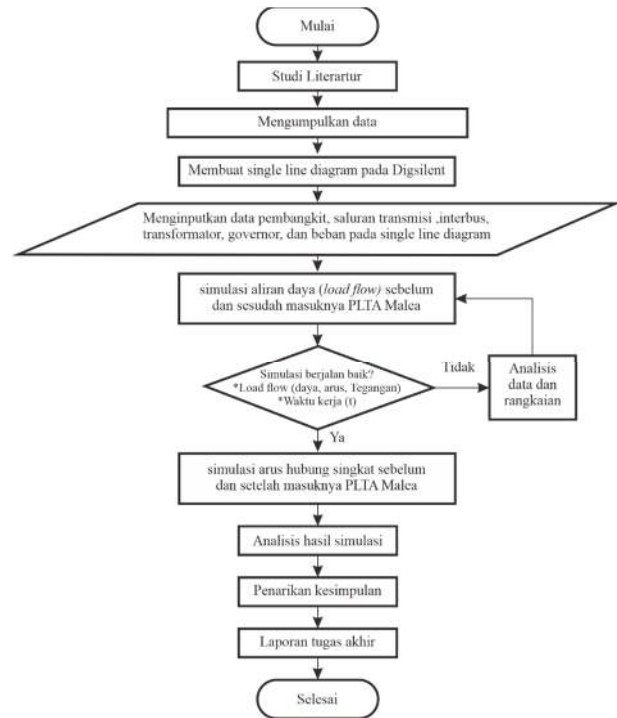 Mulai
Studi Literartur
Mengumpulkan data
Membuat single line diagram pada Digsilent
Menginputkan data pembangkit, saluran transmisi ,interbus,
transformator, governor, dan beban pada single line diagram
simulasi aliran daya (load flow) sebelum
dan sesudah masuknya PLTA Malea
Simulasi berjalan baik?
*Load flow (daya, arus, Tegangan)
*Waktu kerja (t)
Tidak
Analisis
data dan
rangkaian
Ya
simulasi arus hubung singkat sebelum
dan setelah masuknya PLTA Malea
Analisis hasil simulasi
Penarikan kesimpulan
Laporan tugas akhir
Selesai